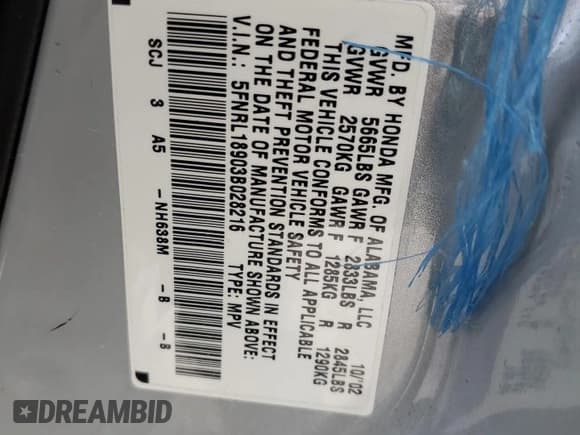 MFD. BY HONDA MFG. OF ALABAMA, LLC 10/'02
GVWR 5665LBS GAWR F 2833LBS R 2845LBS
GVWR 2570KG GAWR F 1285KG R 1290KG
THIS VEHICLE CONFORMS TO ALL APPLICABLE
FEDERAL MOTOR VEHICLE SAFETY
AND THEFT PREVENTION STANDARDS IN EFFECT
ON THE DATE OF MANUFACTURE SHOWN ABOVE:
V.I.N.: 5FNRL18903B028216 TYPE: MPV
SCJ 3 A5 -NH638M -B -B
DREAMBID